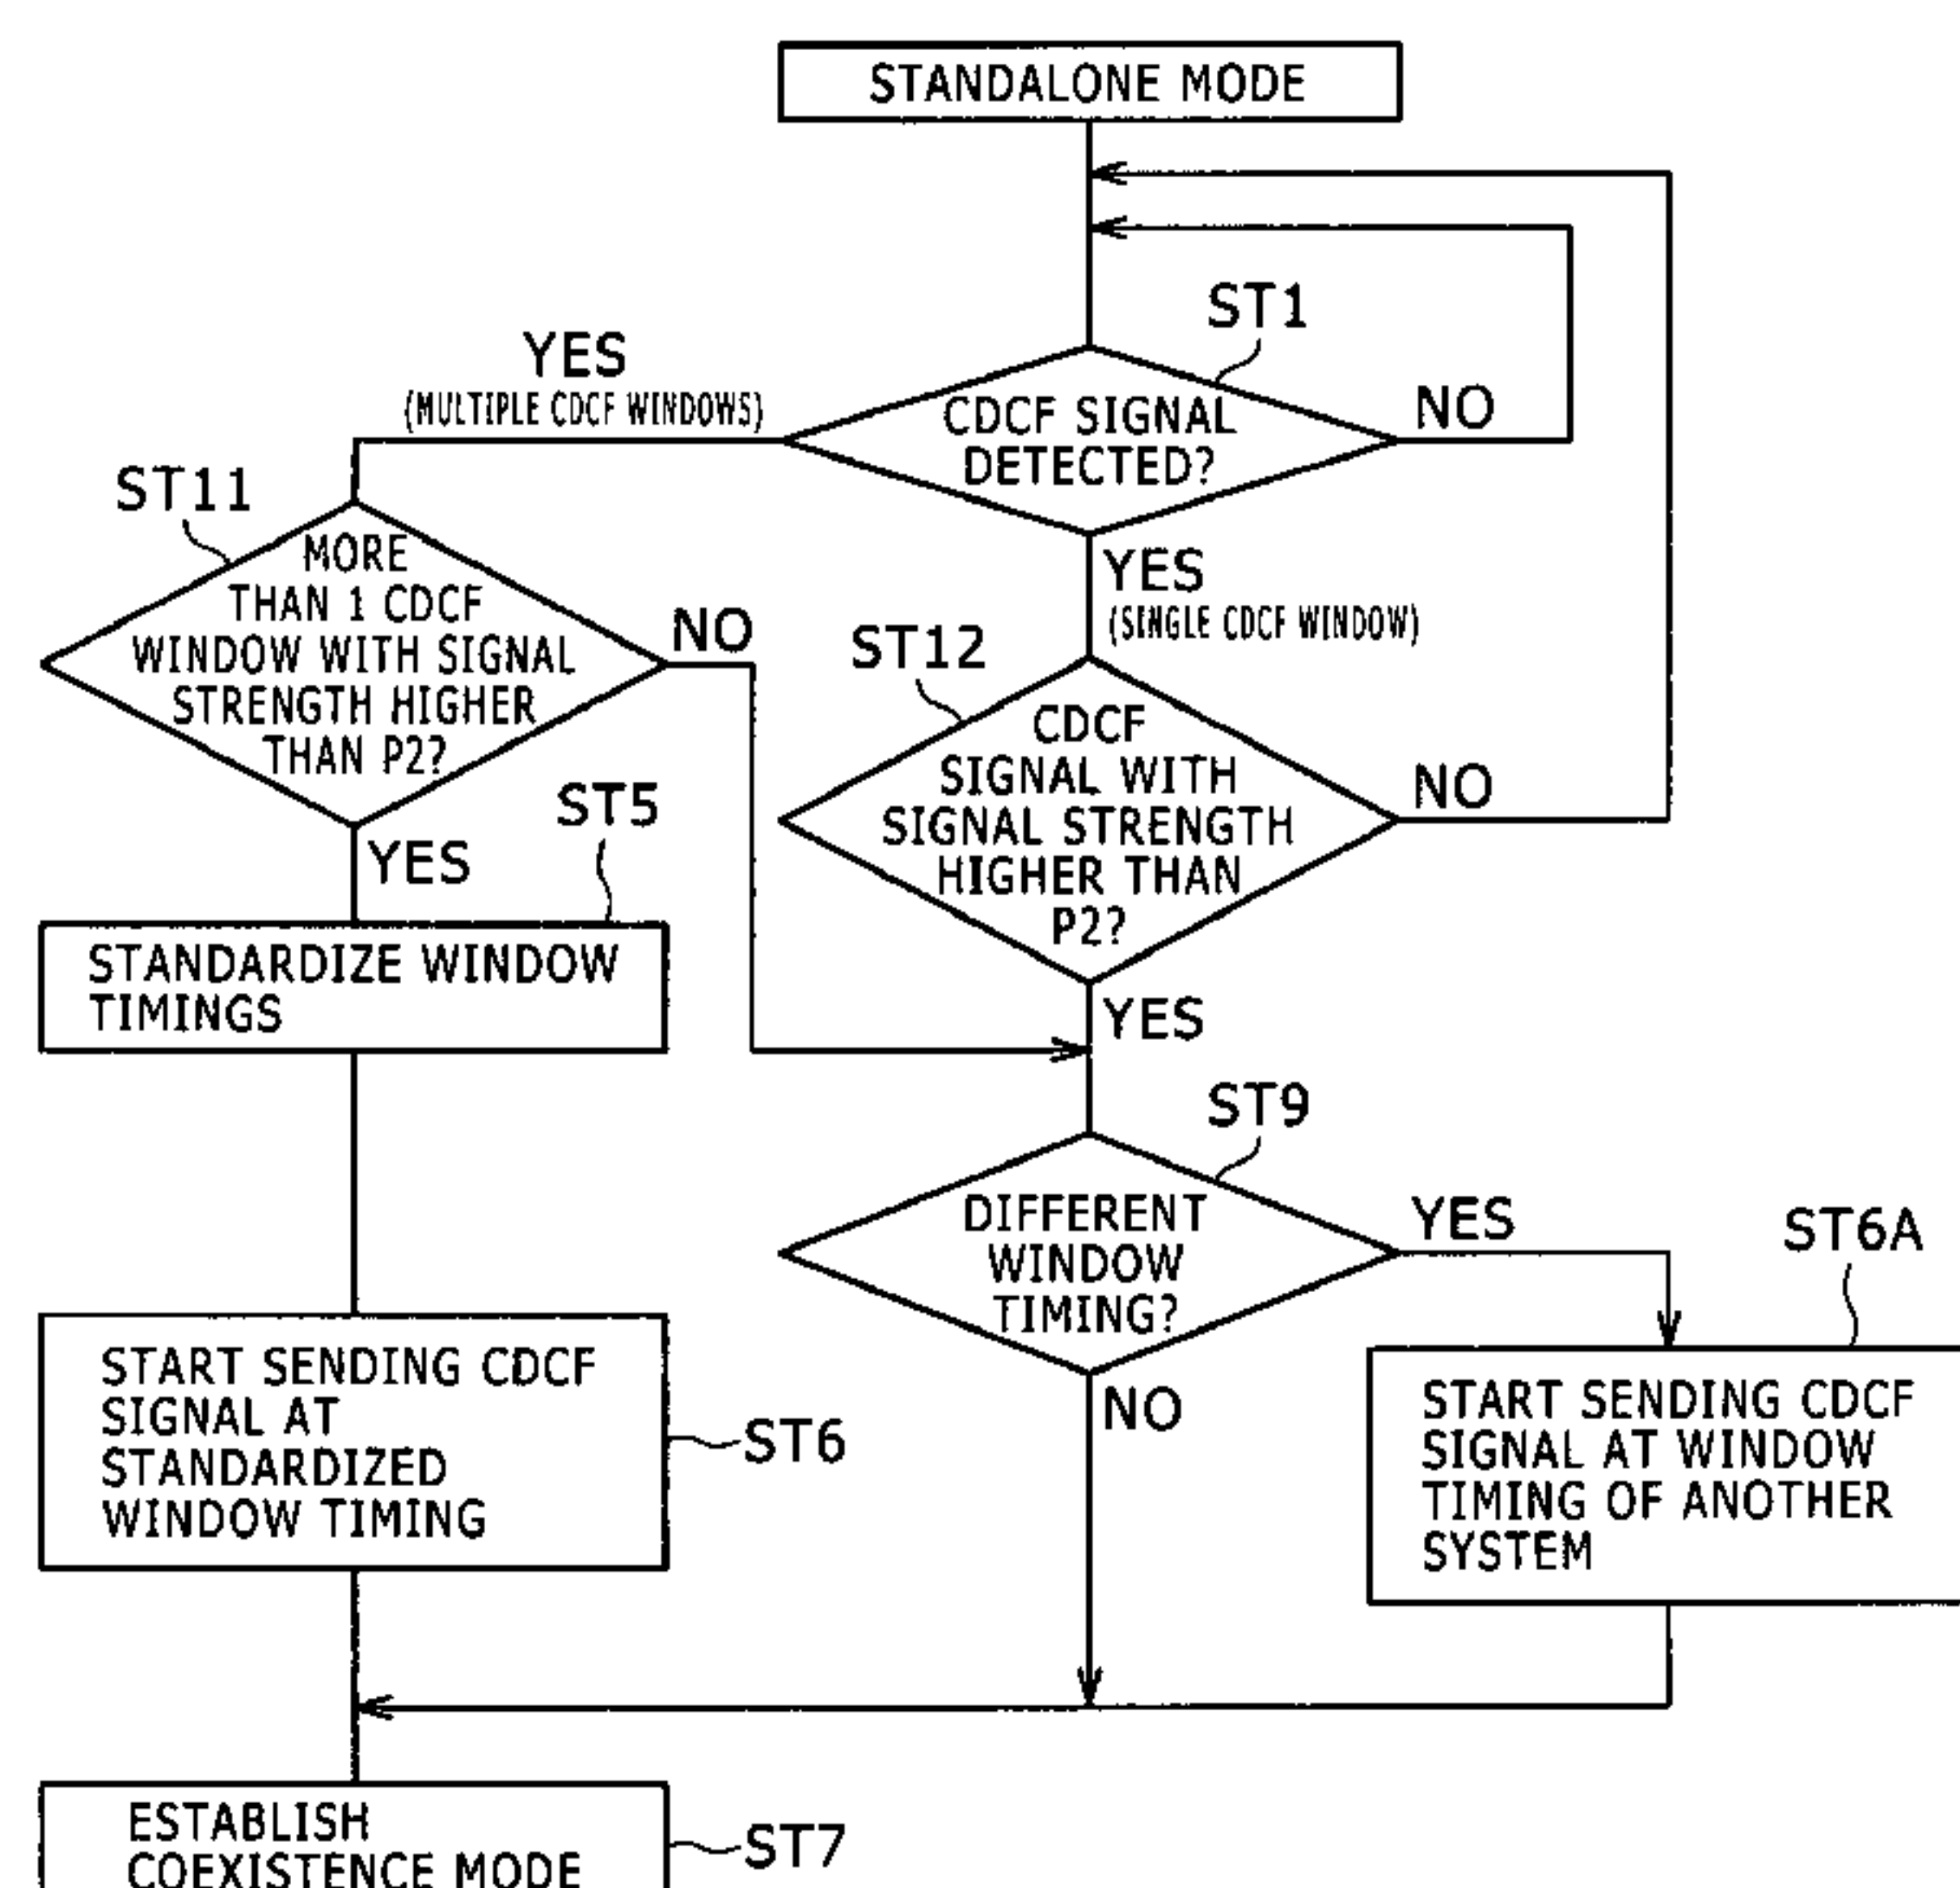 STANDALONE MODE
ST1
YES
(MULTIPLE CDCF WINDOWS)
CDCF SIGNAL
DETECTED?
NO
ST11
MORE
THAN 1 CDCF
WINDOW WITH SIGNAL
STRENGTH HIGHER
THAN P2?
NO
YES
(SINGLE CDCF WINDOW)
ST12
CDCF
SIGNAL WITH
SIGNAL STRENGTH
HIGHER THAN
P2?
NO
YES
ST5
STANDARDIZE WINDOW
TIMINGS
YES
ST9
DIFFERENT
WINDOW
TIMING?
YES
ST6A
NO
START SENDING CDCF
SIGNAL AT
STANDARDIZED
WINDOW TIMING
ST6
START SENDING CDCF
SIGNAL AT WINDOW
TIMING OF ANOTHER
SYSTEM
ESTABLISH
COEXISTENCE MODE
ST7